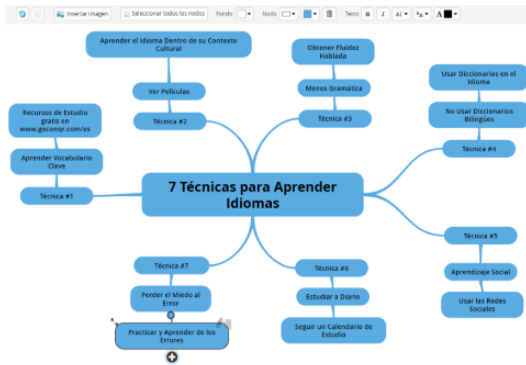 Insertar imagen
Seleccionar todos los nodos
Fondo
Nodo
Texto
B
I
A
Aprender el Idioma Dentro de su Contexto
Cultural
Ver Películas
Técnica #2
Obtener Fluidez
Hablada
Menos Gramática
Técnica #3
Usar Diccionarios en el
Idioma
No Usar Diccionarios
Bilingües
Técnica #4
Recursos de Estudio
gratis en
www.goconqr.com/es
Aprender Vocabulario
Clave
Técnica #1
7 Técnicas para Aprender
Idiomas
Técnica #5
Aprendizaje Social
Usar las Redes
Sociales
Técnica #7
Perder el Miedo al
Error
Practicar y Aprender de los
Errores
Técnica #6
Estudiar a Diario
Seguir un Calendario de
Estudio